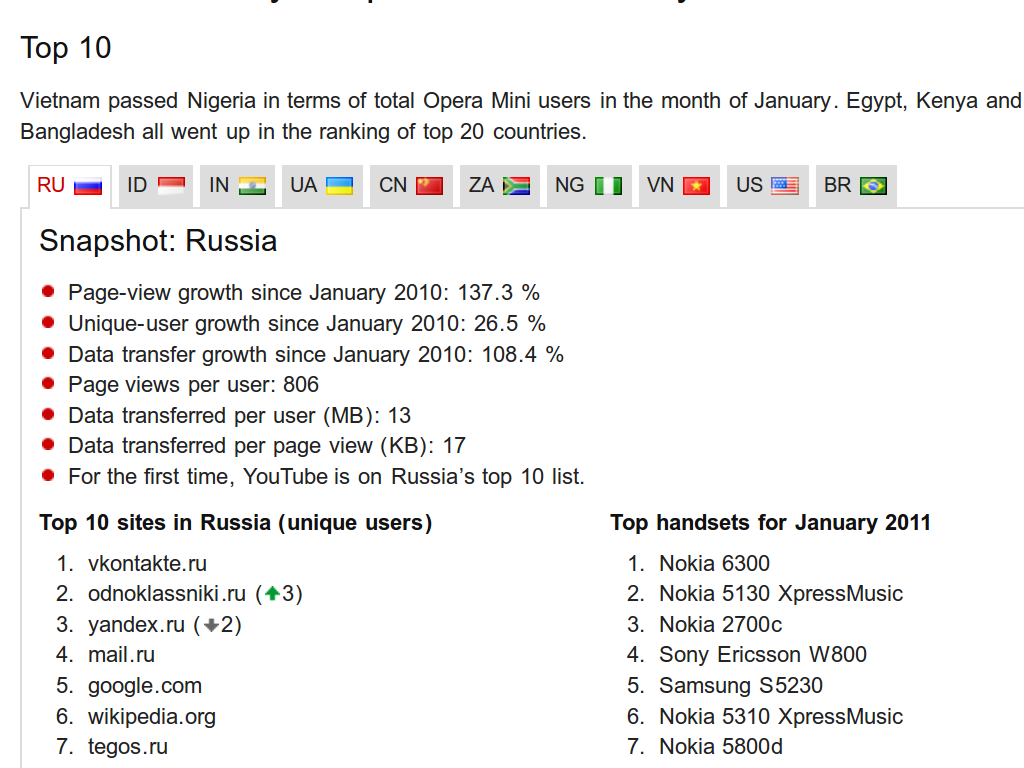 Top 10
Vietnam passed Nigeria in terms of total Opera Mini users in the month of January. Egypt, Kenya and
Bangladesh all went up in the ranking of top 20 countries.
RU ID IN UA CN ZA NG VN US BR
Snapshot: Russia
Page-view growth since January 2010: 137.3 %
Unique-user growth since January 2010: 26.5 %
Data transfer growth since January 2010: 108.4 %
Page views per user: 806
Data transferred per user (MB): 13
Data transferred per page view (KB): 17
For the first time, YouTube is on Russia’s top 10 list.
Top 10 sites in Russia (unique users)
1. vkontakte.ru
2. odnoklassniki.ru (↑3)
3. yandex.ru (↓2)
4. mail.ru
5. google.com
6. wikipedia.org
7. tegos.ru
Top handsets for January 2011
1. Nokia 6300
2. Nokia 5130 XpressMusic
3. Nokia 2700c
4. Sony Ericsson W800
5. Samsung S5230
6. Nokia 5310 XpressMusic
7. Nokia 5800d